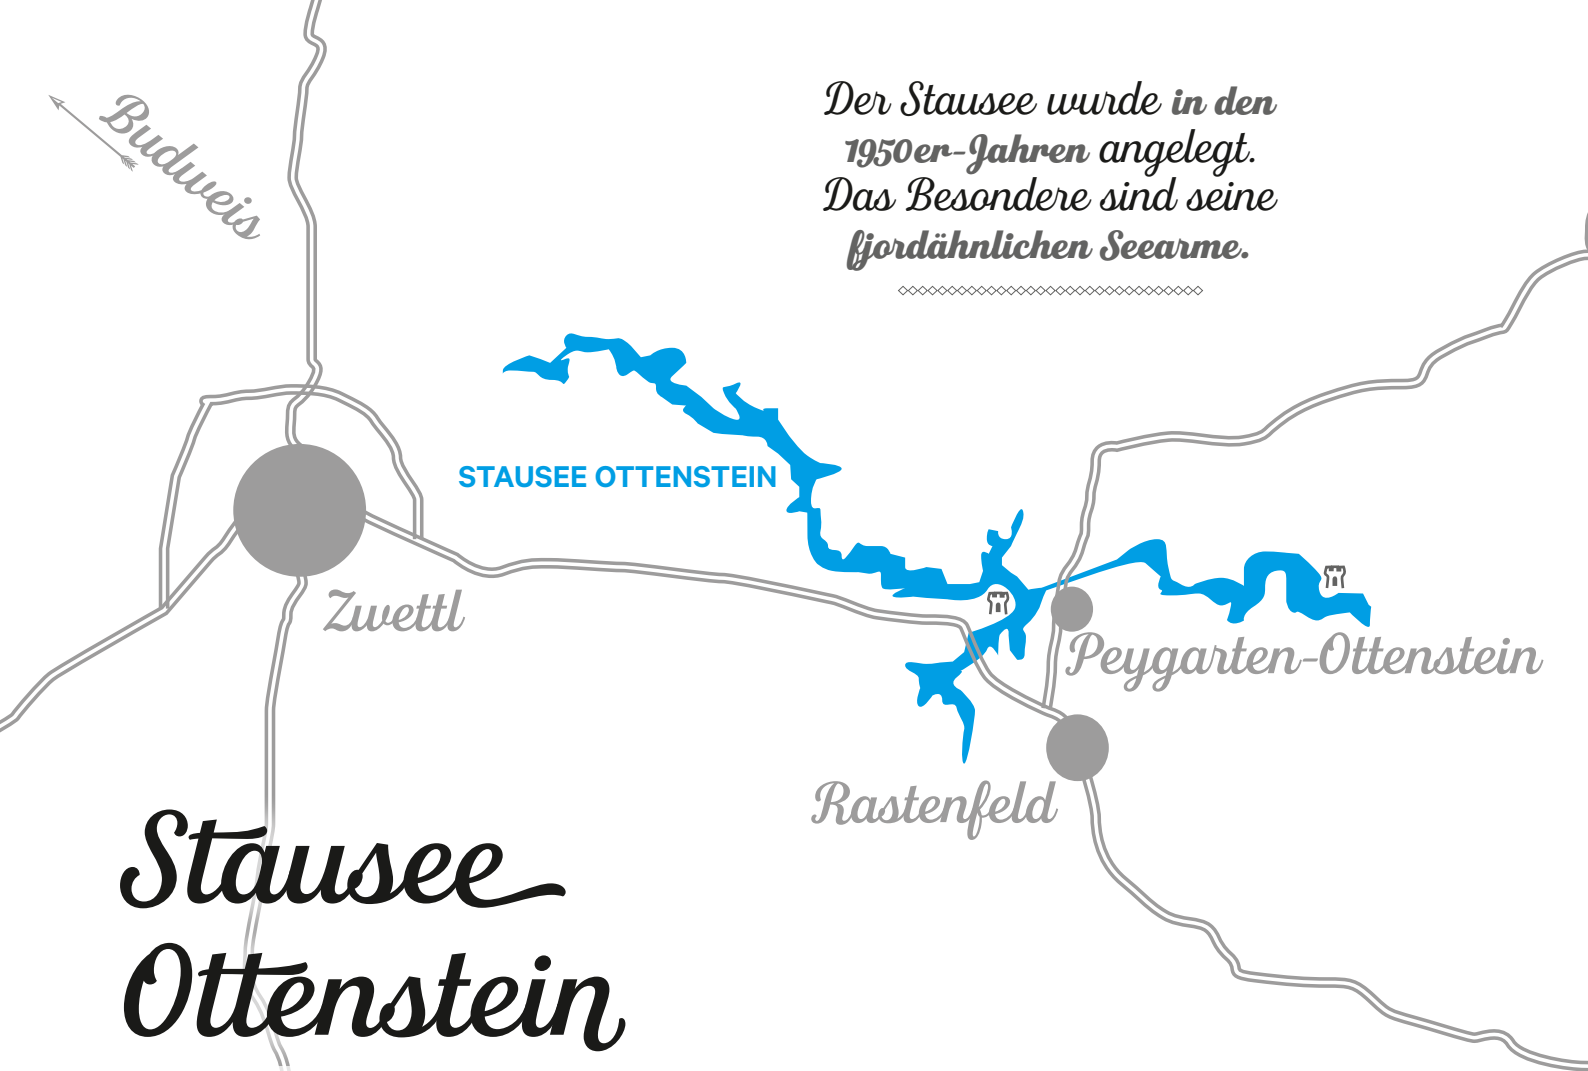 Budweis
Der Stausee wurde in den
1950er-Jahren angelegt.
Das Besondere sind seine
fjordähnlichen Seearme.
STAUSEE OTTENSTEIN
Zwettl
Peygarten-Ottenstein
Rastenfeld
Stausee
Ottenstein